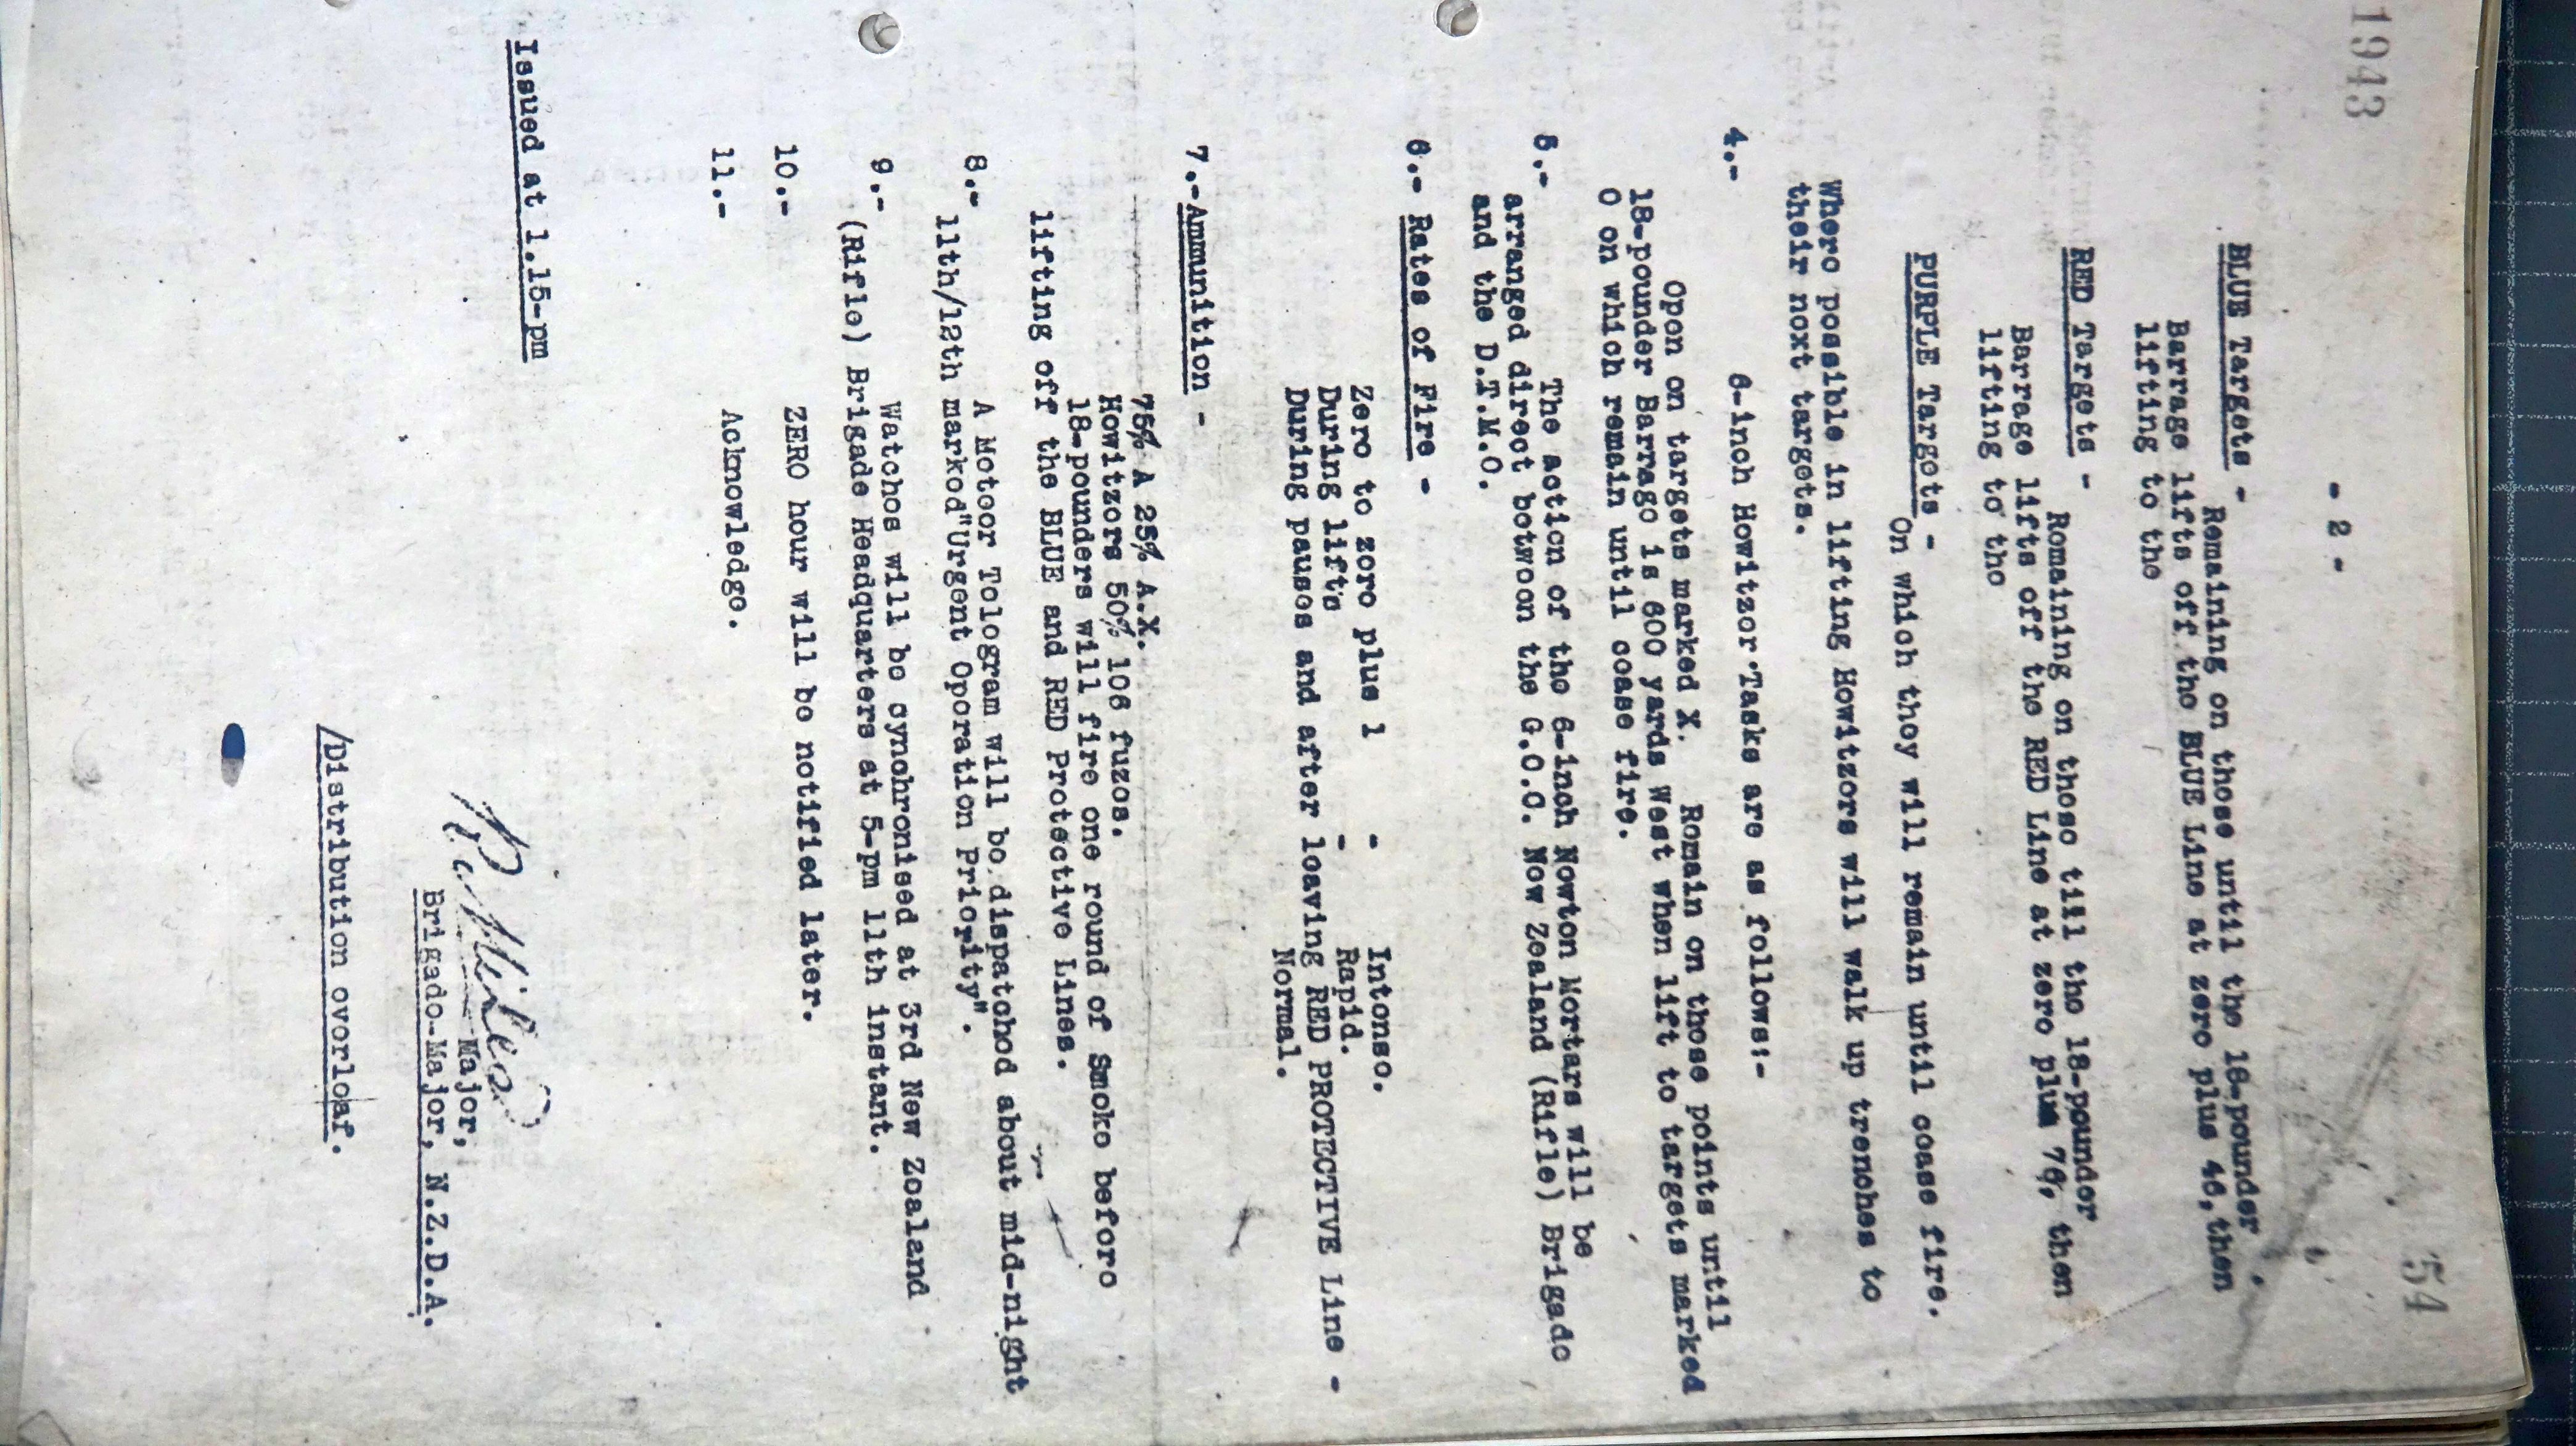 1943
54
- 2 -
BLUE Targets -
Remaining on those until the 18-pounder
Barrage lifts off the BLUE Line at zero plus 46, then
lifting to the
RED Targets -
Remaining on those till the 18-pounder
Barrage lifts off the RED Line at zero plus 76, then
lifting to the
PURPLE Targets -
On which they will remain until cease fire.
Where possible in lifting Howitzers will walk up trenches to
their next targets.
4.- 6-inch Howitzer Tasks are as follows:-
Open on targets marked X. Remain on those points until
18-pounder Barrage is 600 yards West when lift to targets marked
O on which remain until cease fire.
5.- The action of the 6-inch Newton Mortars will be
arranged direct between the G.O.C. New Zealand (Rifle) Brigade
and the D.T.M.O.
6.- Rates of Fire -
Zero to zero plus 1 - Intense.
During lifts - Rapid.
During pauses and after leaving RED PROTECTIVE Line -
Normal.
7.- Ammunition -
75% A 25% A.X.
Howitzers 50% 106 fuzes.
18-pounders will fire one round of Smoke before
lifting off the BLUE and RED Protective Lines.
8.- A Meteor Telegram will be dispatched about mid-night
11th/12th marked "Urgent Operation Priority".
9.- Watches will be synchronised at 3rd New Zealand
(Rifle) Brigade Headquarters at 5-pm 11th instant.
10.- ZERO hour will be notified later.
11.- Acknowledge.
Issued at 1.15-pm
R. Miles
Major,
Brigade-Major, N.Z.D.A.
/Distribution overleaf.